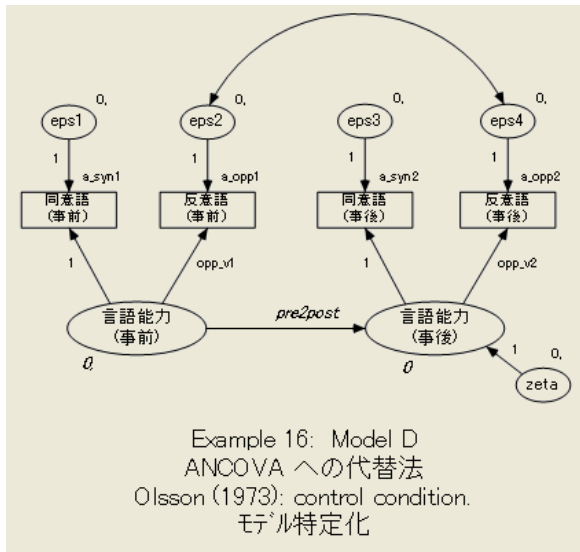 0,
0,
0,
0,
eps1
eps2
eps3
eps4
1
1
1
1
a_syn1
a_opp1
a_syn2
a_opp2
同意語
(事前)
反意語
(事前)
同意語
(事後)
反意語
(事後)
1
opp_v1
1
opp_v2
言語能力
(事前)
pre2post
言語能力
(事後)
0,
0
1
0,
zeta
Example 16: Model D
ANCOVA への代替法
Olsson (1973): control condition.
モデル特定化